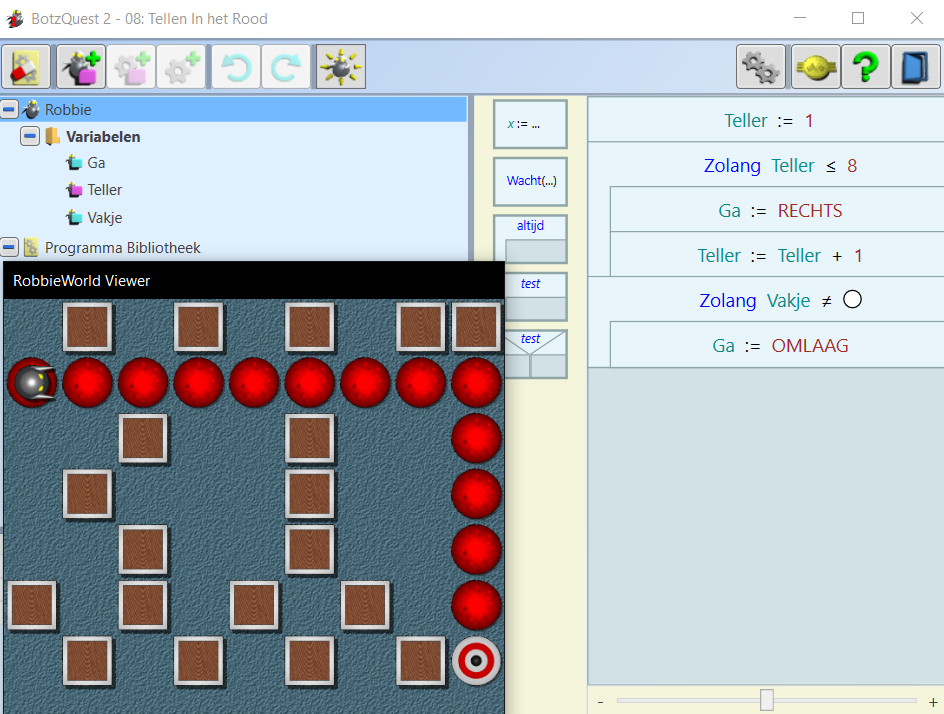 BotzQuest 2 - 08: Tellen In het Rood
Robbie
Variabelen
Ga
Teller
Vakje
Programma Bibliotheek
RobbieWorld Viewer
x := ...
Wacht(...)
altijd
test
test
Teller := 1
Zolang Teller ≤ 8
Ga := RECHTS
Teller := Teller + 1
Zolang Vakje ≠ ○
Ga := OMLAAG
- +